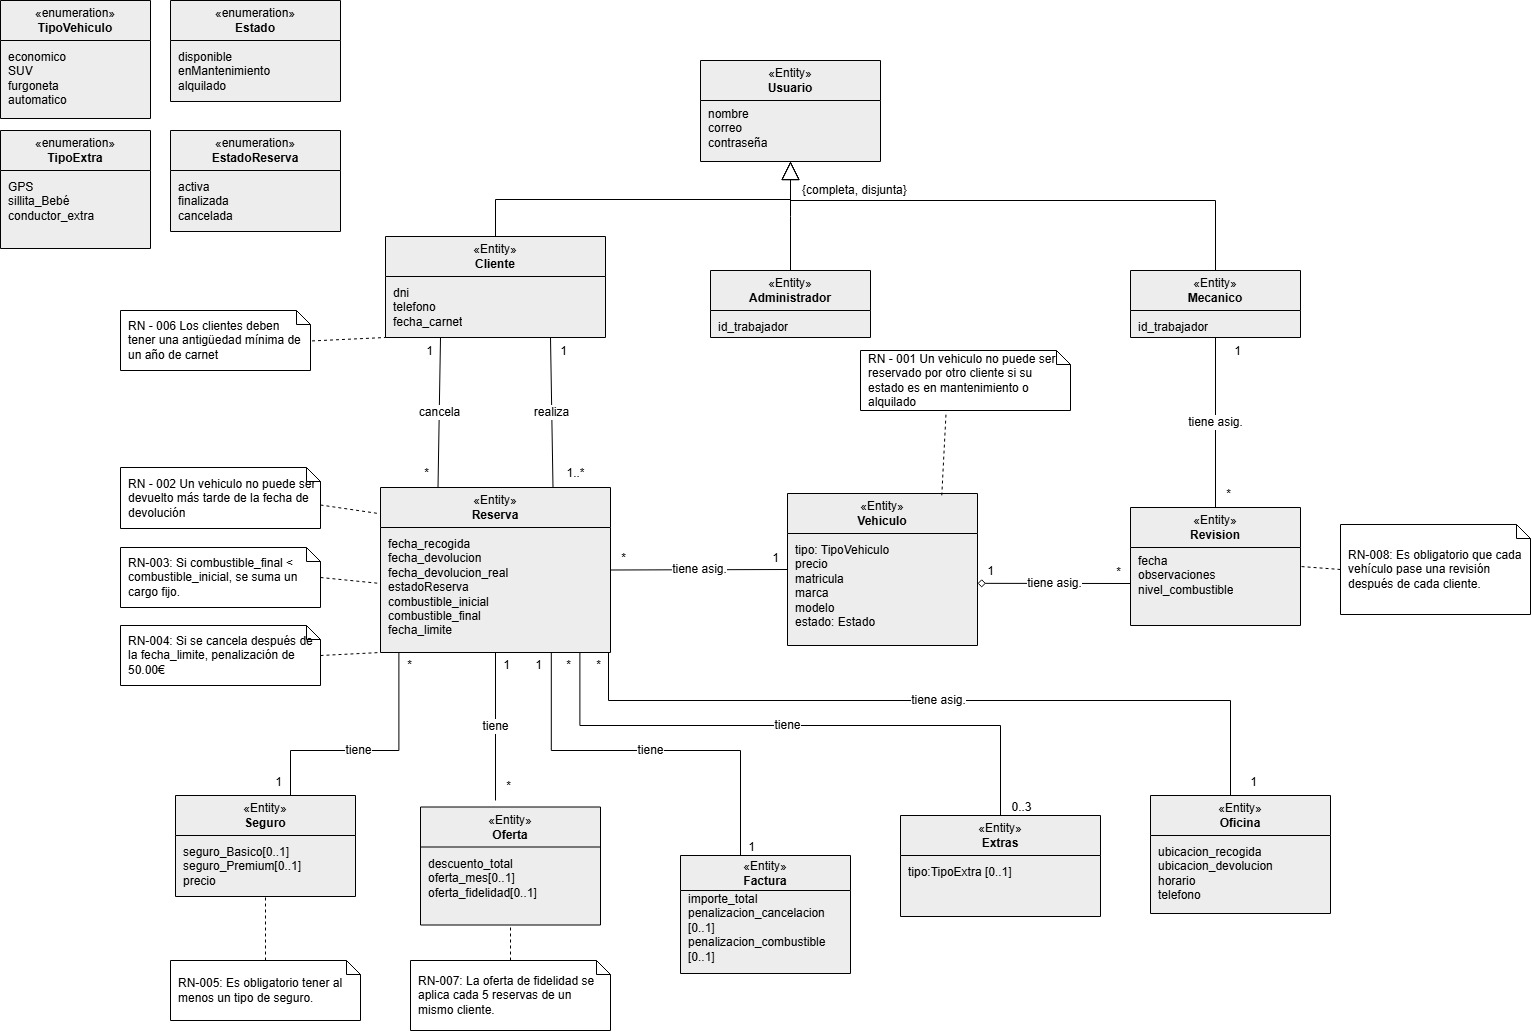 «enumeration»
TipoVehiculo
economico
SUV
furgoneta
automatico
«enumeration»
Estado
disponible
enMantenimiento
alquilado
«enumeration»
TipoExtra
GPS
sillita_Bebé
conductor_extra
«enumeration»
EstadoReserva
activa
finalizada
cancelada
«Entity»
Usuario
nombre
correo
contraseña
{completa, disjunta}
«Entity»
Cliente
dni
telefono
fecha_carnet
«Entity»
Administrador
id_trabajador
«Entity»
Mecanico
id_trabajador
RN - 006 Los clientes deben
tener una antigüedad mínima de
un año de carnet
1
1
1
RN - 001 Un vehiculo no puede ser
reservado por otro cliente si su
estado es en mantenimiento o
alquilado
cancela
realiza
tiene asig.
*
1..*
*
RN - 002 Un vehiculo no puede ser
devuelto más tarde de la fecha de
devolución
RN-003: Si combustible_final <
combustible_inicial, se suma un
cargo fijo.
RN-004: Si se cancela después de
la fecha_limite, penalización de
50.00€
«Entity»
Reserva
fecha_recogida
fecha_devolucion
fecha_devolucion_real
estadoReserva
combustible_inicial
combustible_final
fecha_limite
*
tiene asig.
1
«Entity»
Vehiculo
tipo: TipoVehiculo
precio
matricula
marca
modelo
estado: Estado
1
tiene asig.
*
«Entity»
Revision
fecha
observaciones
nivel_combustible
RN-008: Es obligatorio que cada
vehículo pase una revisión
después de cada cliente.
*
1
1
*
*
tiene
tiene
tiene
tiene
tiene asig.
1
*
1
0..3
1
«Entity»
Seguro
seguro_Basico[0..1]
seguro_Premium[0..1]
precio
«Entity»
Oferta
descuento_total
oferta_mes[0..1]
oferta_fidelidad[0..1]
«Entity»
Factura
importe_total
penalizacion_cancelacion
[0..1]
penalizacion_combustible
[0..1]
«Entity»
Extras
tipo:TipoExtra [0..1]
«Entity»
Oficina
ubicacion_recogida
ubicacion_devolucion
horario
telefono
RN-005: Es obligatorio tener al
menos un tipo de seguro.
RN-007: La oferta de fidelidad se
aplica cada 5 reservas de un
mismo cliente.